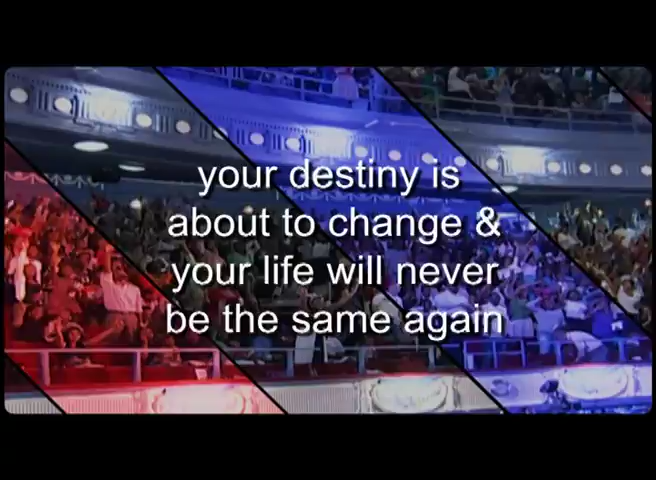 your destiny is
about to change &
your life will never
be the same again